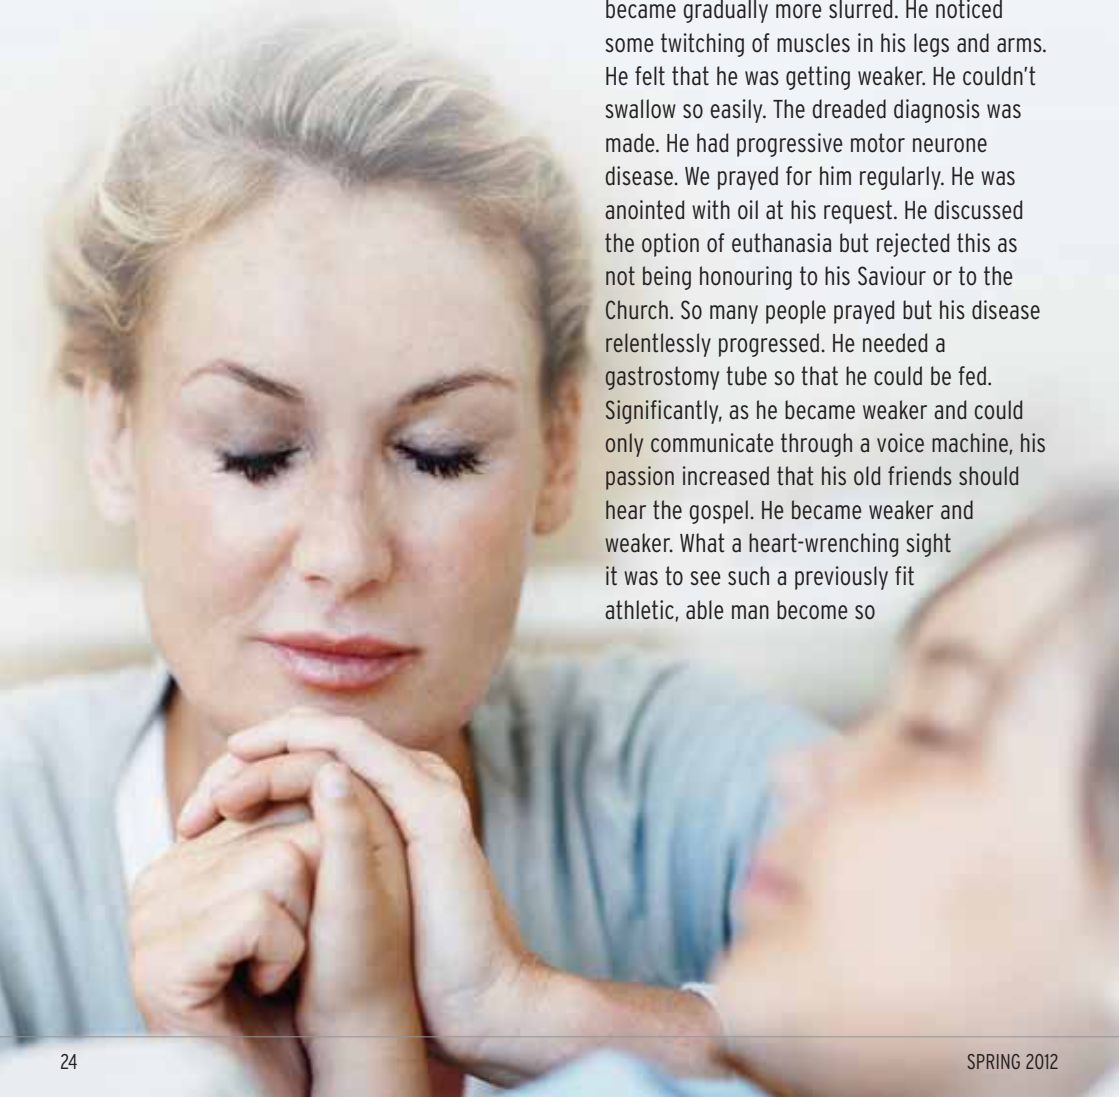 became gradually more slurred. He noticed
some twitching of muscles in his legs and arms.
He felt that he was getting weaker. He couldn't
swallow so easily. The dreaded diagnosis was
made. He had progressive motor neurone
disease. We prayed for him regularly. He was
anointed with oil at his request. He discussed
the option of euthanasia but rejected this as
not being honouring to his Saviour or to the
Church. So many people prayed but his disease
relentlessly progressed. He needed a
gastrostomy tube so that he could be fed.
Significantly, as he became weaker and could
only communicate through a voice machine, his
passion increased that his old friends should
hear the gospel. He became weaker and
weaker. What a heart-wrenching sight
it was to see such a previously fit
athletic, able man become so
24
SPRING 2012